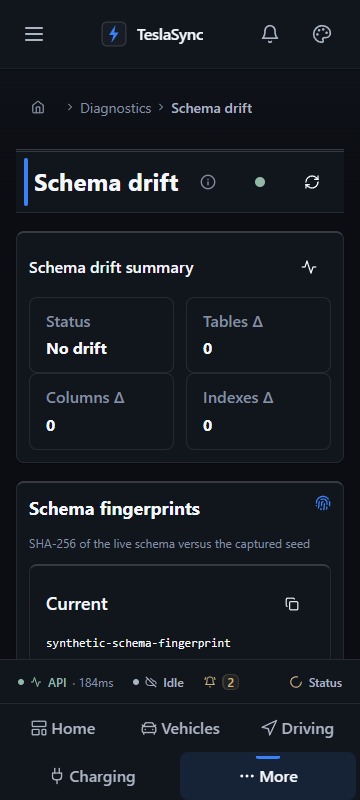 TeslaSync
Diagnostics > Schema drift
Schema drift
Schema drift summary
Status
No drift
Tables Δ
0
Columns Δ
0
Indexes Δ
0
Schema fingerprints
SHA-256 of the live schema versus the captured seed
Current
synthetic-schema-fingerprint
API · 184ms Idle 2 Status
Home Vehicles Driving
Charging More